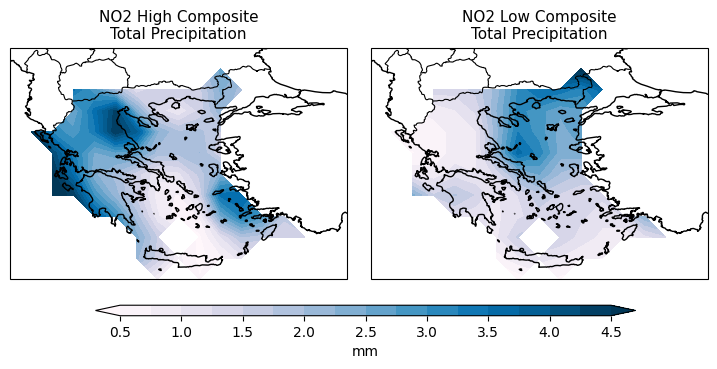 NO2 High Composite
Total Precipitation
NO2 Low Composite
Total Precipitation
0.5 1.0 1.5 2.0 2.5 3.0 3.5 4.0 4.5
mm